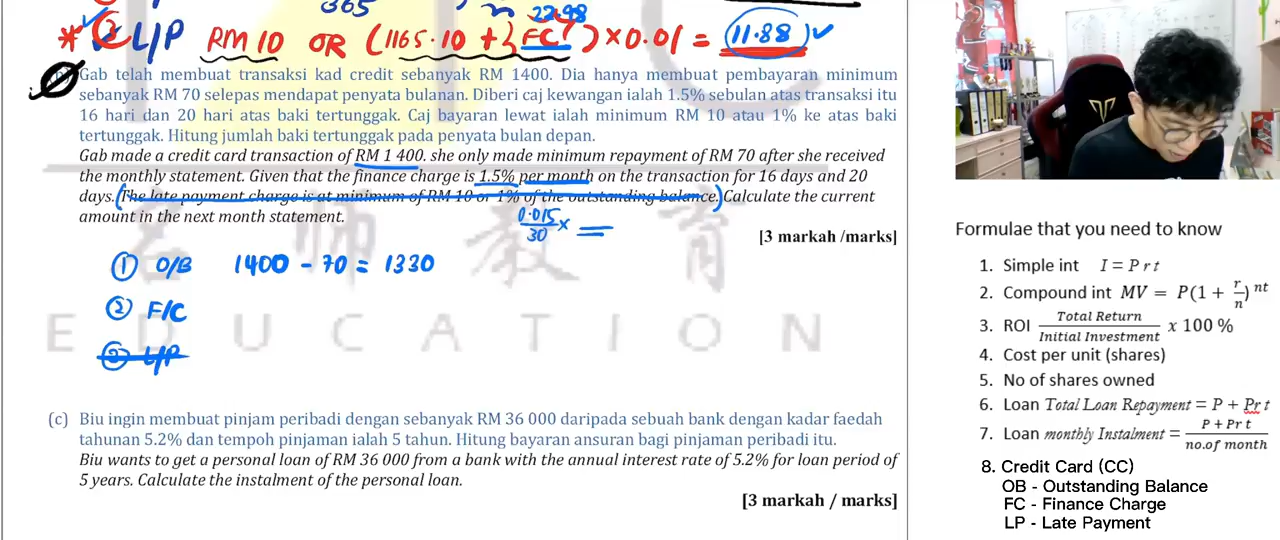 365
22.98
* C L/P RM 10 OR (1165.10 + FC) × 0.01 = 11.88
Gab telah membuat transaksi kad credit sebanyak RM 1400. Dia hanya membuat pembayaran minimum
sebanyak RM 70 selepas mendapat penyata bulanan. Diberi caj kewangan ialah 1.5% sebulan atas transaksi itu
16 hari dan 20 hari atas baki tertunggak. Caj bayaran lewat ialah minimum RM 10 atau 1% ke atas baki
tertunggak. Hitung jumlah baki tertunggak pada penyata bulan depan.
Gab made a credit card transaction of RM 1 400. she only made minimum repayment of RM 70 after she received
the monthly statement. Given that the finance charge is 1.5% per month on the transaction for 16 days and 20
days. (The late payment charge is at minimum of RM 10 or 1% of the outstanding balance.) Calculate the current
amount in the next month statement.
0.015/30 ×
[3 markah /marks]
① O/B 1400 - 70 = 1330
② F/C
③ L/P
名 师 教 育
EDUCATION
(c) Biu ingin membuat pinjam peribadi dengan sebanyak RM 36 000 daripada sebuah bank dengan kadar faedah
tahunan 5.2% dan tempoh pinjaman ialah 5 tahun. Hitung bayaran ansuran bagi pinjaman peribadi itu.
Biu wants to get a personal loan of RM 36 000 from a bank with the annual interest rate of 5.2% for loan period of
5 years. Calculate the instalment of the personal loan.
[3 markah / marks]
Formulae that you need to know
1. Simple int I = P r t
2. Compound int MV = P(1 + r/n)^nt
3. ROI Total Return/Initial Investment x 100 %
4. Cost per unit (shares)
5. No of shares owned
6. Loan Total Loan Repayment = P + Pr t
7. Loan monthly Instalment = P + Pr t/no.of month
8. Credit Card (CC)
OB - Outstanding Balance
FC - Finance Charge
LP - Late Payment